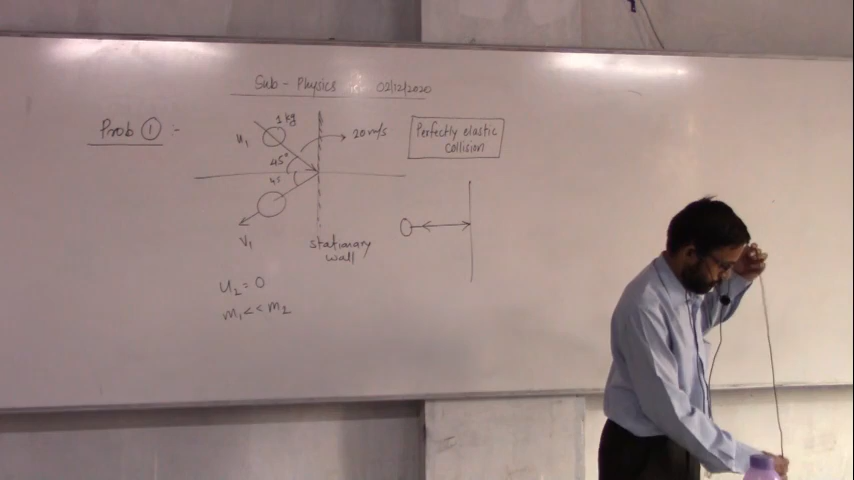 Sub - Physics 02/12/2020
Prob 1 :-
1 kg
u1
20 m/s
45°
45
v1
stationary
wall
u2 = 0
m1 << m2
Perfectly elastic
collision